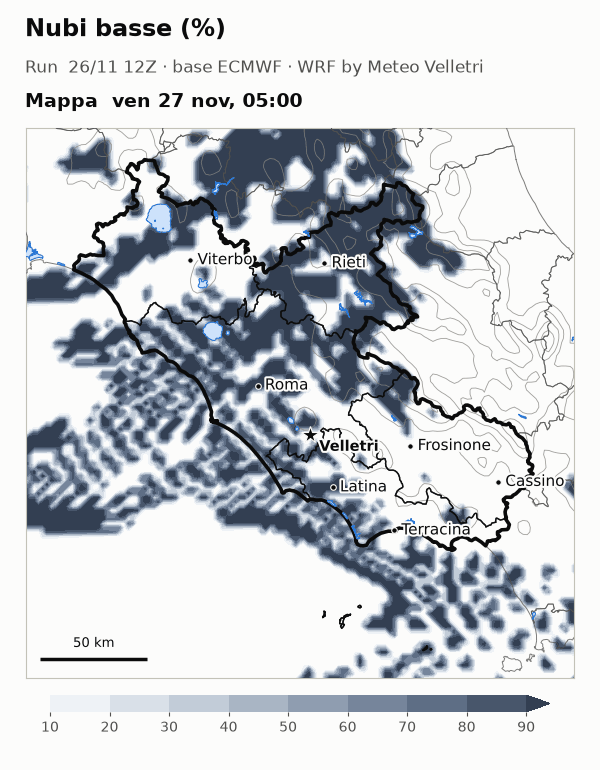 Nubi basse (%)
Run  26/11 12Z · base ECMWF · WRF by Meteo Velletri
Mappa  ven 27 nov, 05:00
Viterbo
Rieti
Roma
Velletri
Frosinone
Latina
Cassino
Terracina
50 km
10 20 30 40 50 60 70 80 90